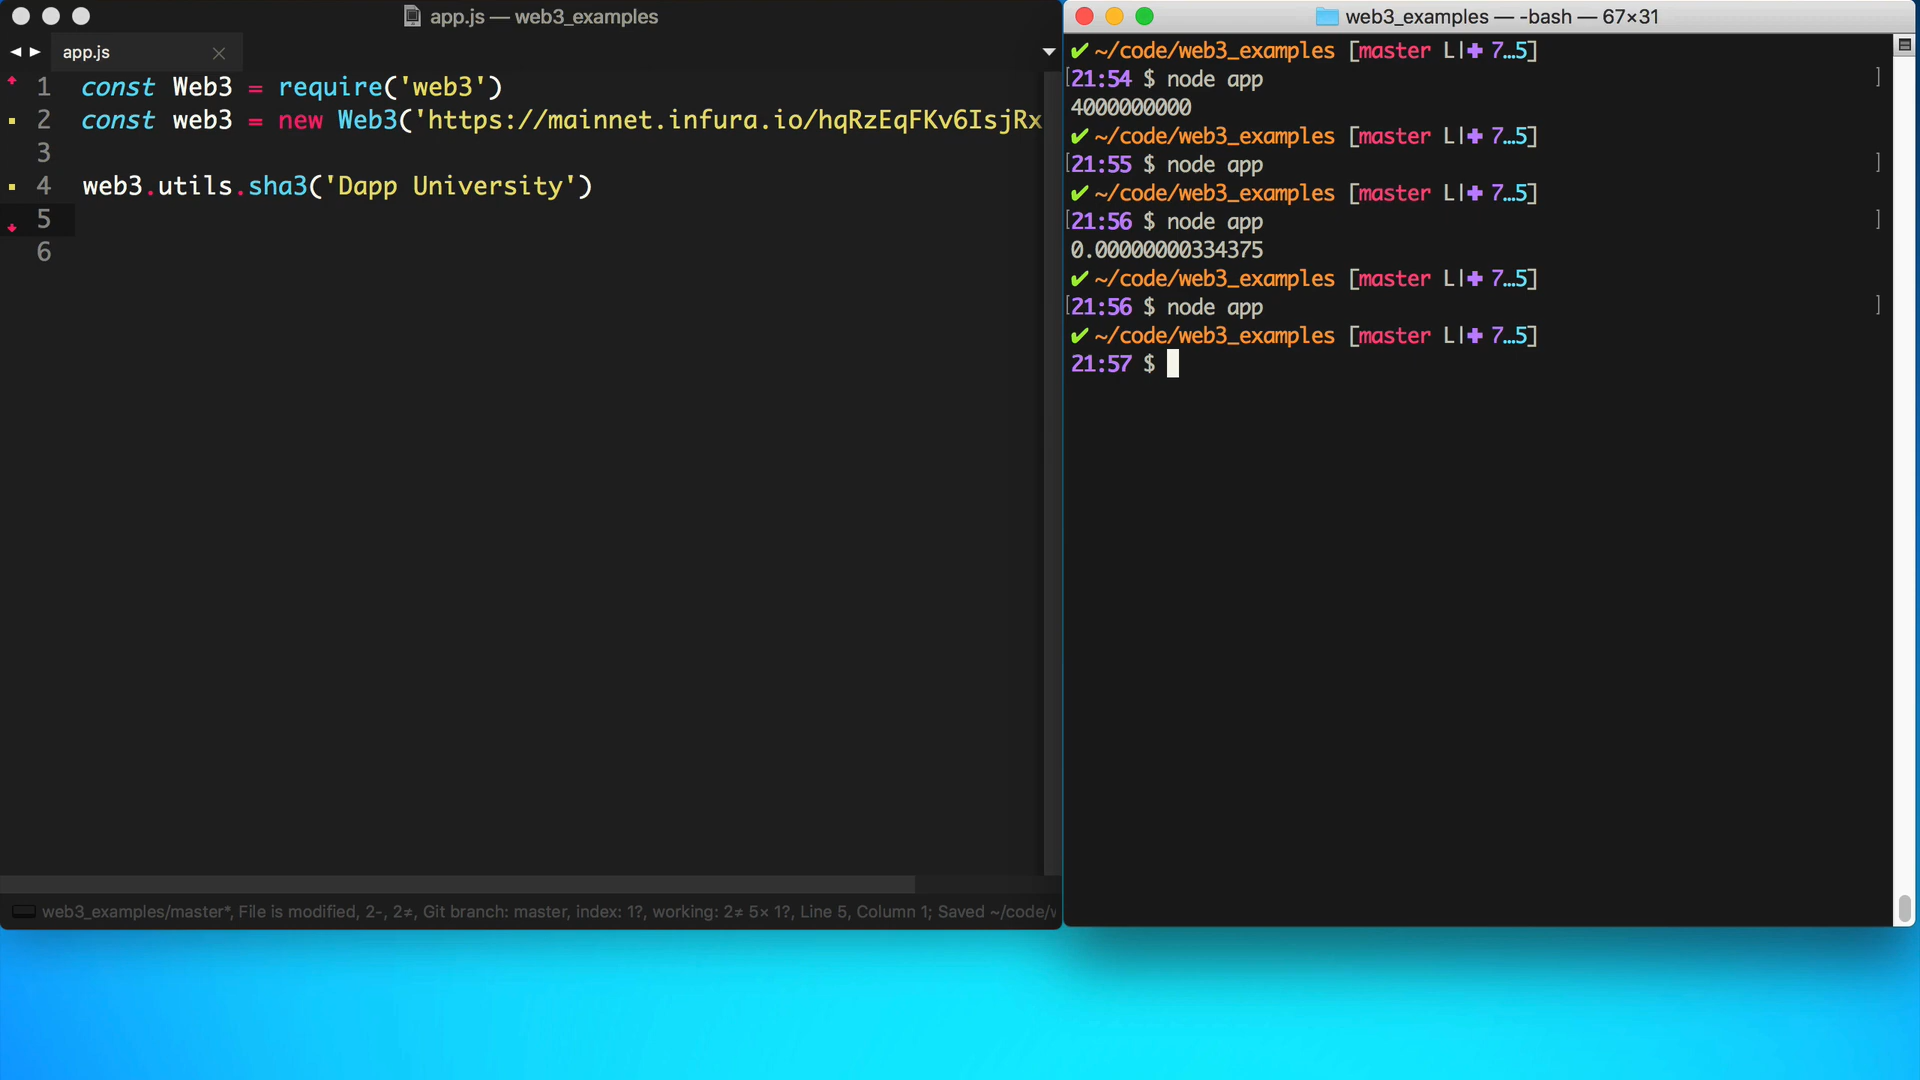 app.js — web3_examples
app.js
1 const Web3 = require('web3')
2 const web3 = new Web3('https://mainnet.infura.io/hqRzEqFKv6IsjRx
3
4 web3.utils.sha3('Dapp University')
5
6
web3_examples/master*, File is modified, 2-, 2≠, Git branch: master, index: 1?, working: 2≠ 5× 1?, Line 5, Column 1; Saved ~/code/
web3_examples — -bash — 67×31
✔ ~/code/web3_examples [master L|✚ 7…5]
[21:54 $ node app ]
4000000000
✔ ~/code/web3_examples [master L|✚ 7…5]
[21:55 $ node app ]
✔ ~/code/web3_examples [master L|✚ 7…5]
[21:56 $ node app ]
0.00000000334375
✔ ~/code/web3_examples [master L|✚ 7…5]
[21:56 $ node app ]
✔ ~/code/web3_examples [master L|✚ 7…5]
21:57 $